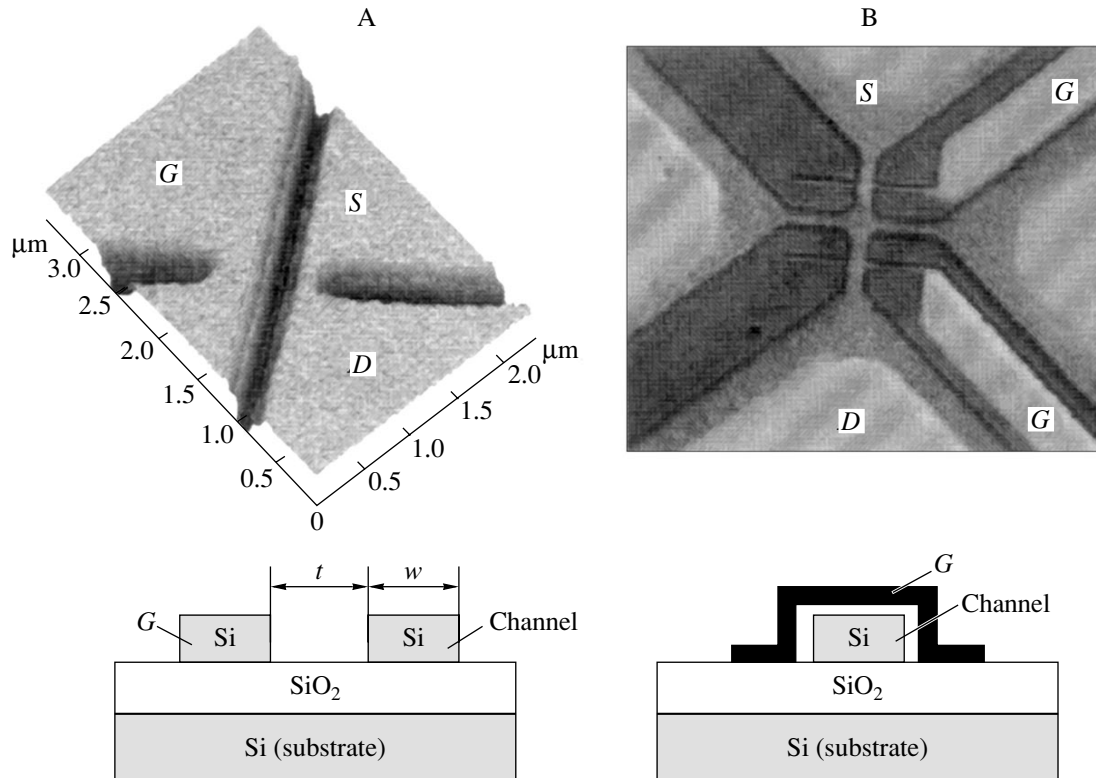 A
B
S
G
G
S
μm
3.0
2.5
2.0
1.5
1.0
0.5
0
0.5
1.0
1.5
2.0
μm
D
D
G
t
w
G
Si
Si
Channel
SiO2
Si (substrate)
G
Channel
Si
SiO2
Si (substrate)